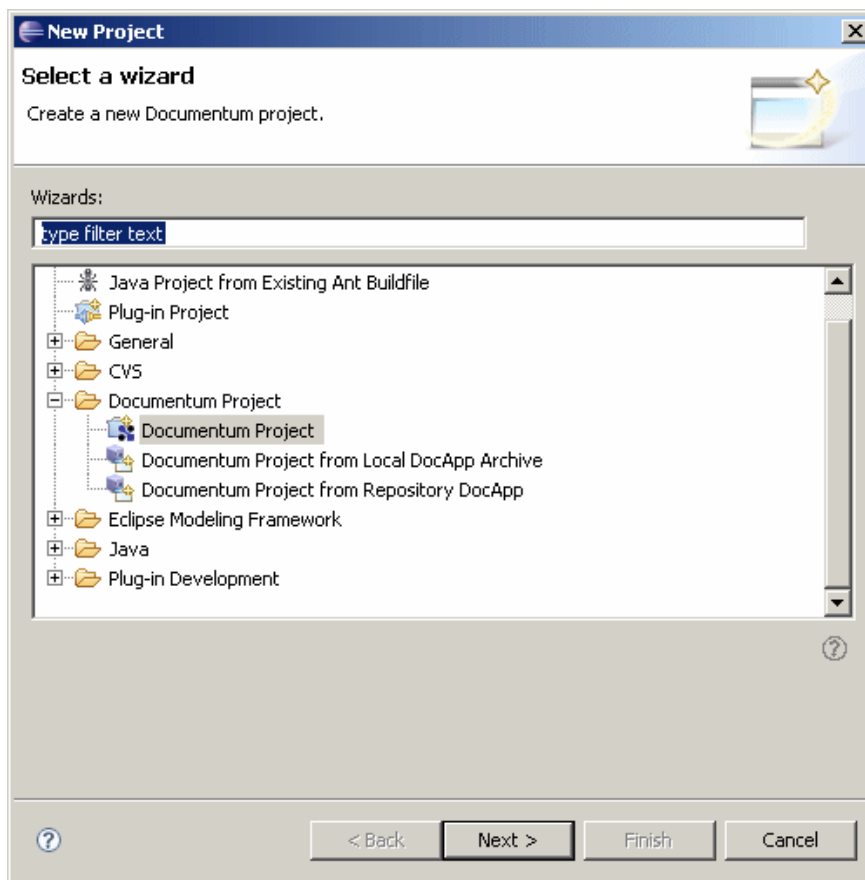 New Project
Select a wizard
Create a new Documentum project.
Wizards:
type filter text
Java Project from Existing Ant Buildfile
Plug-in Project
General
CVS
Documentum Project
Documentum Project
Documentum Project from Local DocApp Archive
Documentum Project from Repository DocApp
Eclipse Modeling Framework
Java
Plug-in Development
< Back Next > Finish Cancel